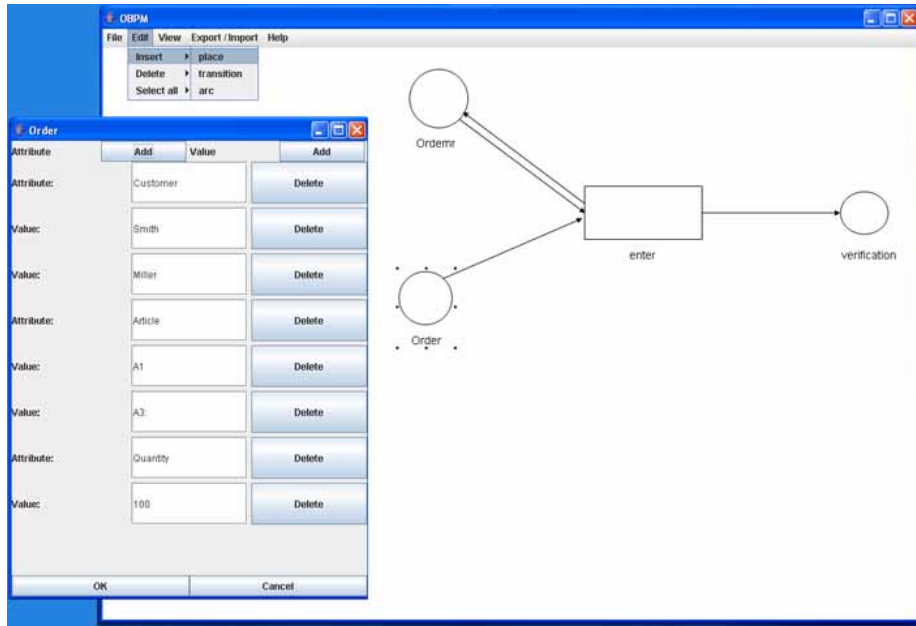 OBPM
File Edit View Export / Import Help
Insert place
Delete transition
Select all arc
Order
Attribute Add Value Add
Attribute: Customer Delete
Value: Smith Delete
Value: Miller Delete
Attribute: Article Delete
Value: A1 Delete
Value: A3: Delete
Attribute: Quantity Delete
Value: 100 Delete
OK Cancel
Ordemr
enter
verification
Order